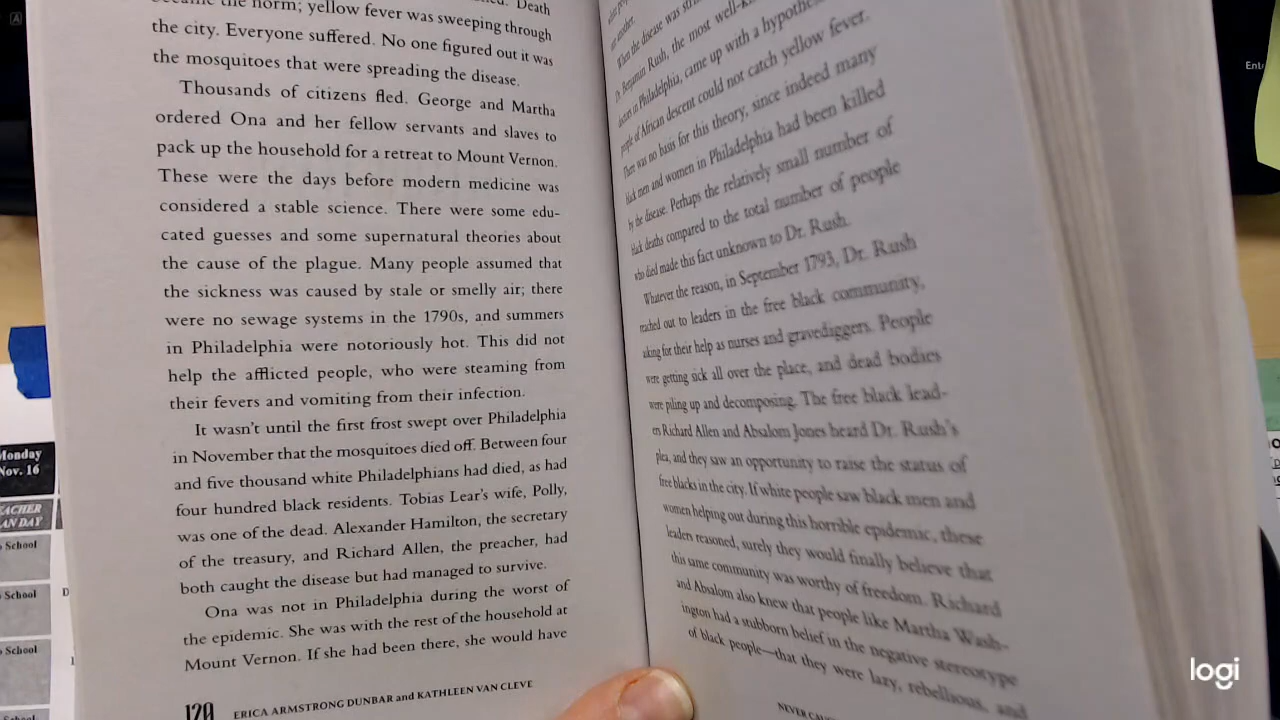 the norm; yellow fever was sweeping through
the city. Everyone suffered. No one figured out it was
the mosquitoes that were spreading the disease.
Thousands of citizens fled. George and Martha
ordered Ona and her fellow servants and slaves to
pack up the household for a retreat to Mount Vernon.
These were the days before modern medicine was
considered a stable science. There were some edu-
cated guesses and some supernatural theories about
the cause of the plague. Many people assumed that
the sickness was caused by stale or smelly air; there
were no sewage systems in the 1790s, and summers
in Philadelphia were notoriously hot. This did not
help the afflicted people, who were steaming from
their fevers and vomiting from their infection.
It wasn't until the first frost swept over Philadelphia
in November that the mosquitoes died off. Between four
and five thousand white Philadelphians had died, as had
four hundred black residents. Tobias Lear's wife, Polly,
was one of the dead. Alexander Hamilton, the secretary
of the treasury, and Richard Allen, the preacher, had
both caught the disease but had managed to survive.
Ona was not in Philadelphia during the worst of
the epidemic. She was with the rest of the household at
Mount Vernon. If she had been there, she would have
ERICA ARMSTRONG DUNBAR and KATHLEEN VAN CLEVE
When the disease was
Dr. Benjamin Rush, the most
doctors in Philadelphia, came up with a
people of African descent could not catch yellow fever.
There was no basis for this theory, since indeed many
black men and women in Philadelphia had been killed
by the disease. Perhaps the relatively small number of
black deaths compared to the total number of people
who died made this fact unknown to Dr. Rush.
Whatever the reason, in September 1793, Dr. Rush
reached out to leaders in the free black community,
asking for their help as nurses and gravediggers. People
were getting sick all over the place, and dead bodies
were piling up and decomposing. The free black lead-
ers Richard Allen and Absalom Jones heard Dr. Rush's
plea, and they saw an opportunity to raise the status of
free blacks in the city. If white people saw black men and
women helping out during this horrible epidemic, these
leaders reasoned, surely they would finally believe that
this same community was worthy of freedom. Richard
and Absalom also knew that people like Martha Wash-
ington had a stubborn belief in the negative stereotype
of black people—that they were lazy, rebellious, and
NEVER
Monday
Nov. 16
School
School
School
logi